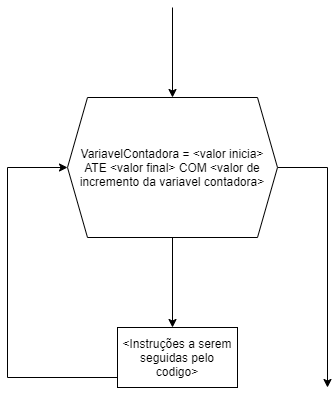 VariavelContadora = <valor inicia>
ATE <valor final> COM <valor de
incremento da variavel contadora>
<Instruções a serem
seguidas pelo
codigo>